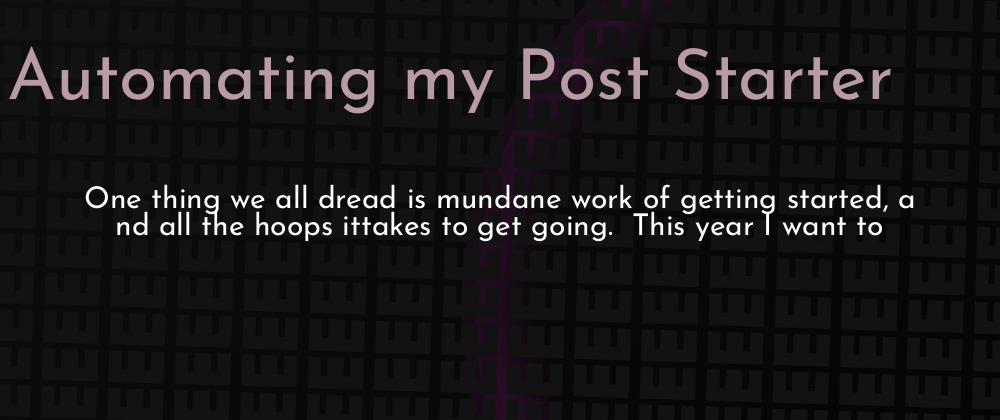 Automating my Post Starter
One thing we all dread is mundane work of getting started, a
nd all the hoops ittakes to get going.  This year I want to